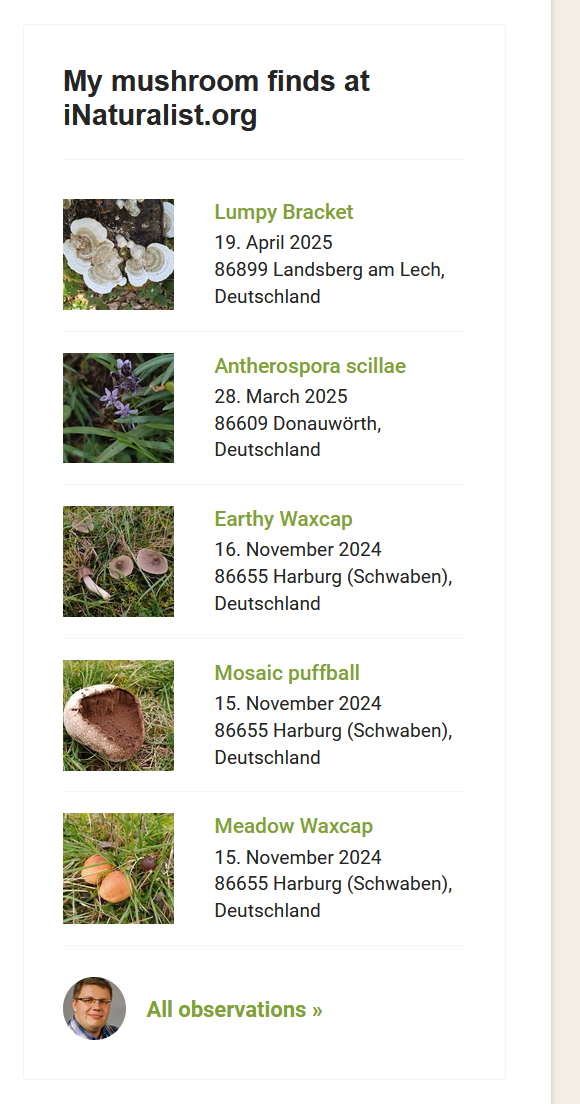 My mushroom finds at
iNaturalist.org
Lumpy Bracket
19. April 2025
86899 Landsberg am Lech,
Deutschland
Antherospora scillae
28. March 2025
86609 Donauwörth,
Deutschland
Earthy Waxcap
16. November 2024
86655 Harburg (Schwaben),
Deutschland
Mosaic puffball
15. November 2024
86655 Harburg (Schwaben),
Deutschland
Meadow Waxcap
15. November 2024
86655 Harburg (Schwaben),
Deutschland
All observations »